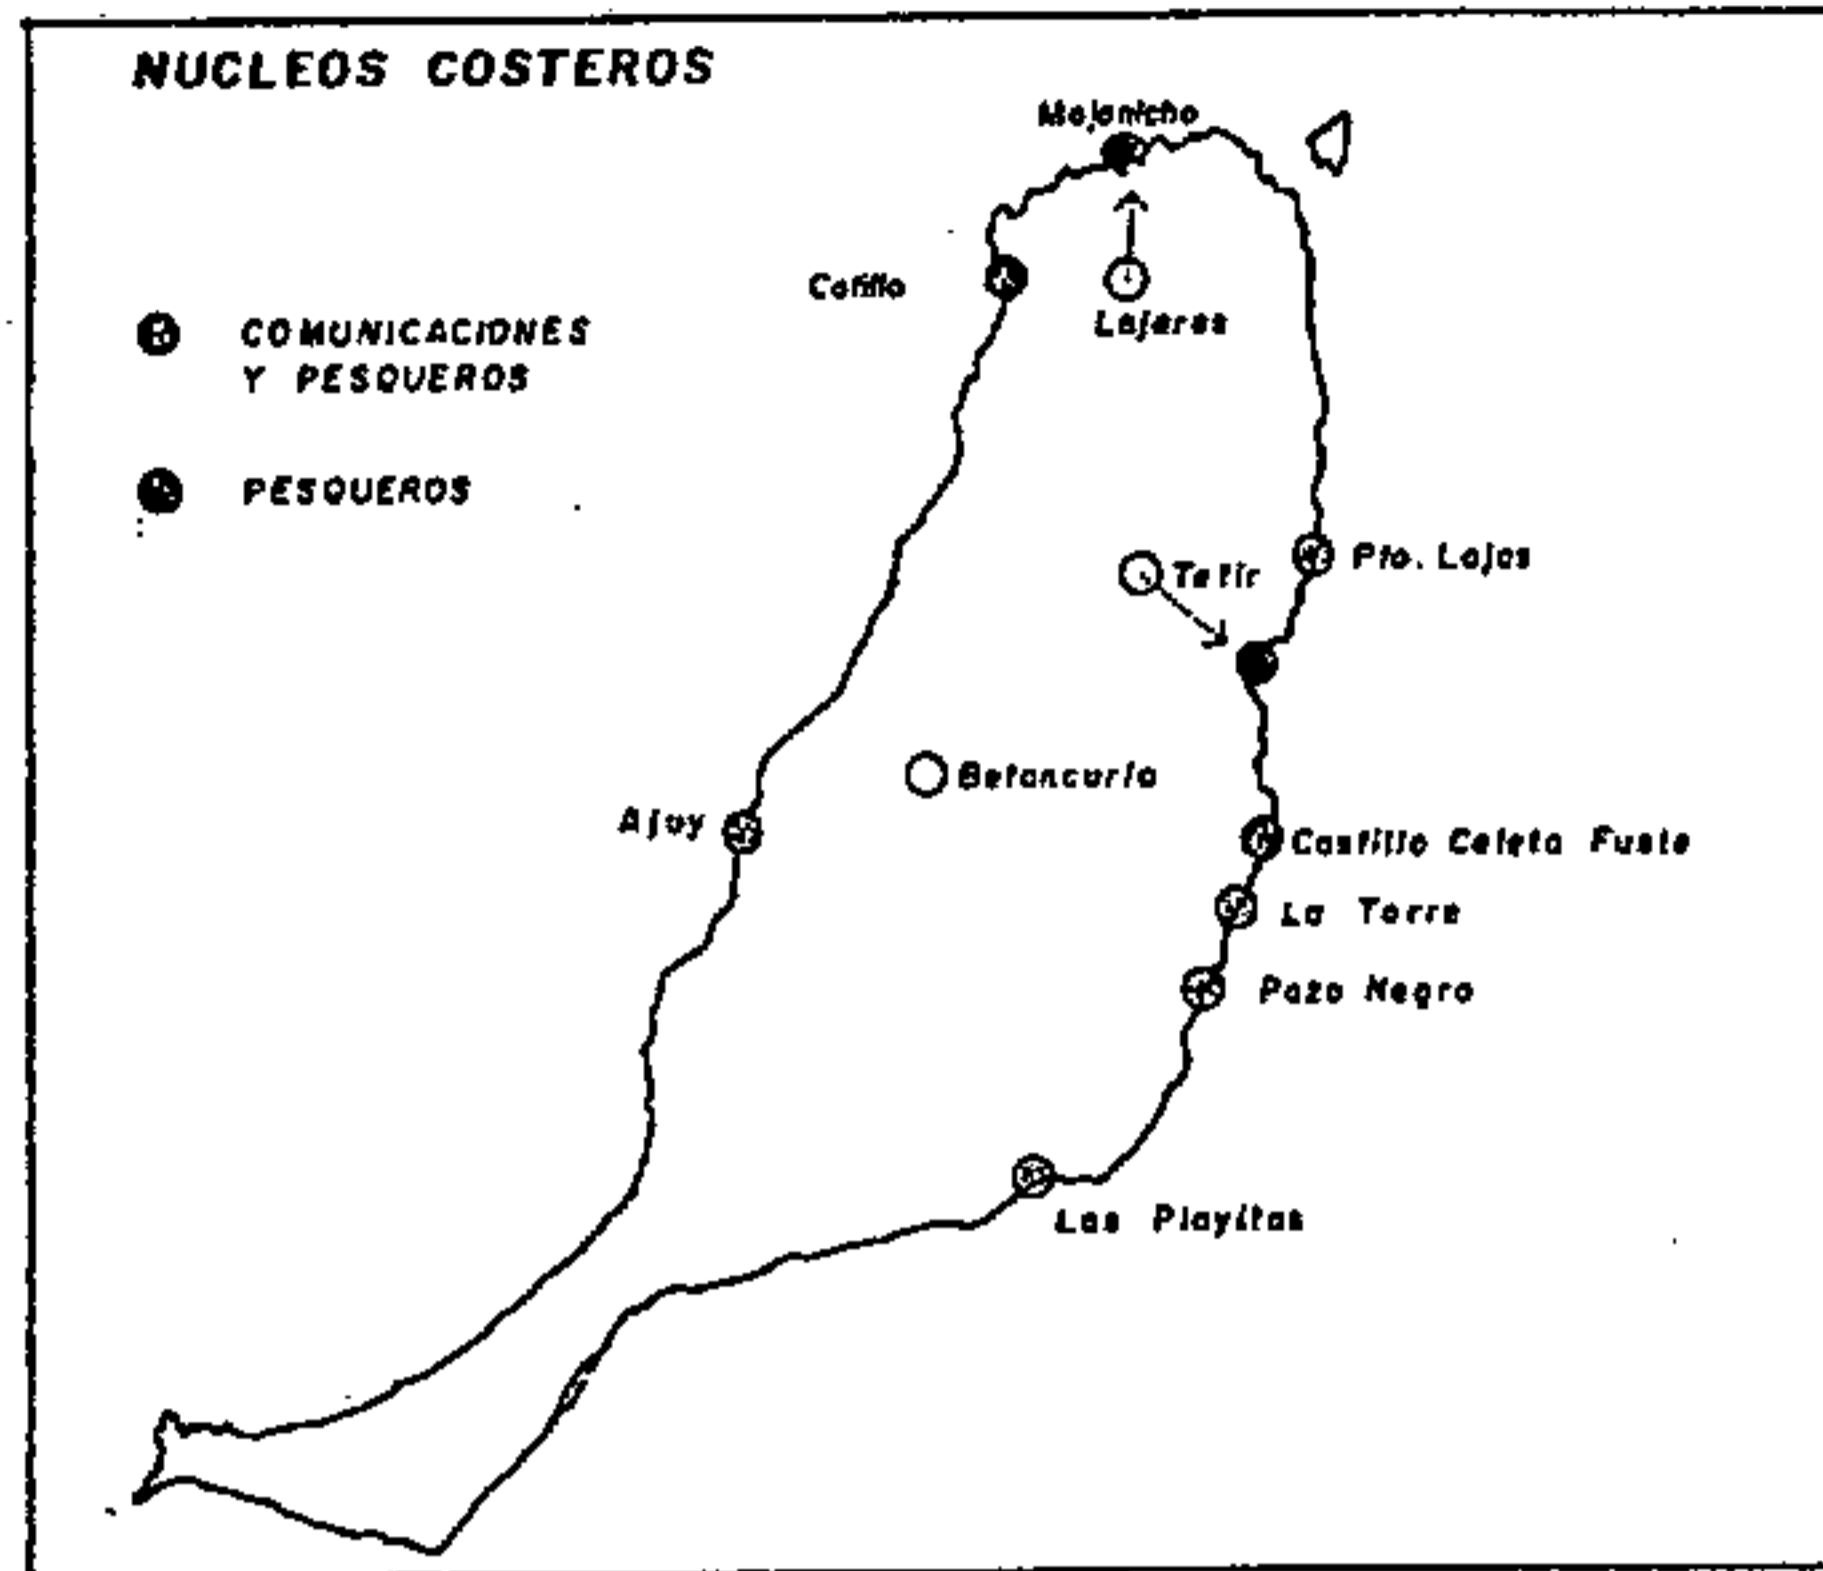 NUCLEOS COSTEROS
Majanicho
Cotillo
Lajares
COMUNICACIONES
Y PESQUEROS
PESQUEROS
Pto. Lajas
Tetir
Betancuria
Ajuy
Castillo Caleta Fuste
La Torre
Pozo Negro
Las Playitas